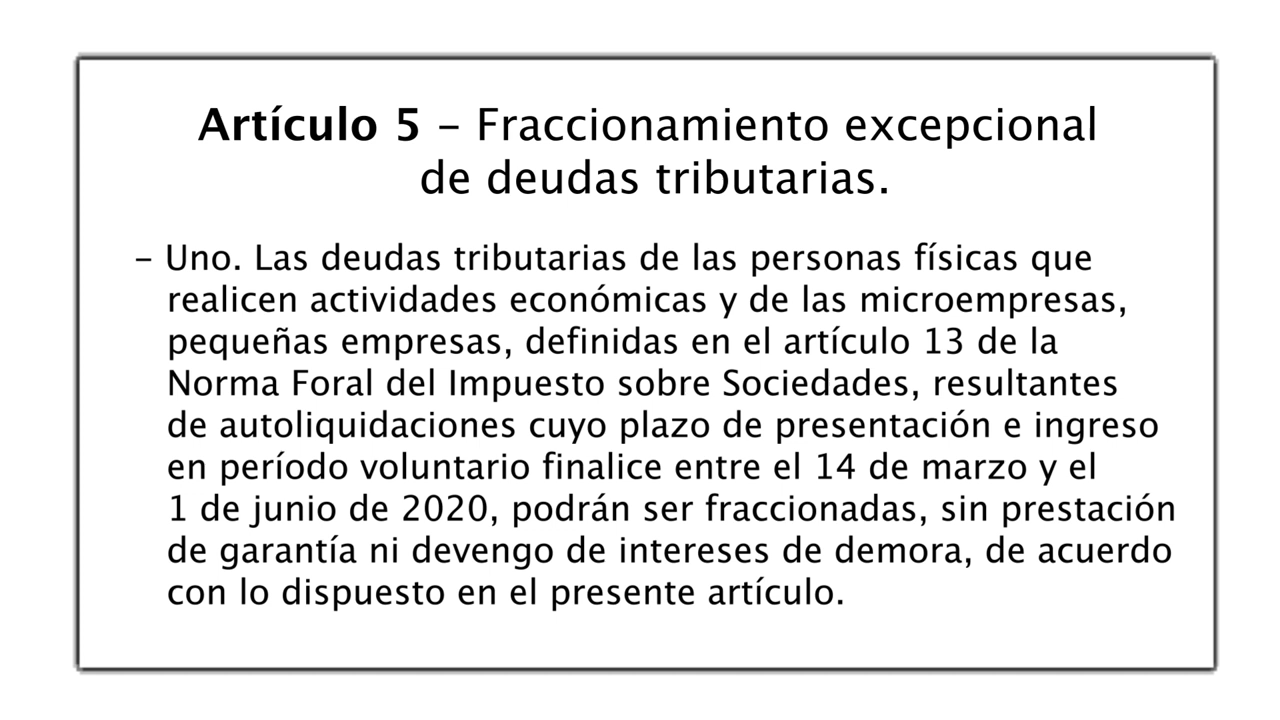 Artículo 5 – Fraccionamiento excepcional
de deudas tributarias.
– Uno. Las deudas tributarias de las personas físicas que
realicen actividades económicas y de las microempresas,
pequeñas empresas, definidas en el artículo 13 de la
Norma Foral del Impuesto sobre Sociedades, resultantes
de autoliquidaciones cuyo plazo de presentación e ingreso
en período voluntario finalice entre el 14 de marzo y el
1 de junio de 2020, podrán ser fraccionadas, sin prestación
de garantía ni devengo de intereses de demora, de acuerdo
con lo dispuesto en el presente artículo.